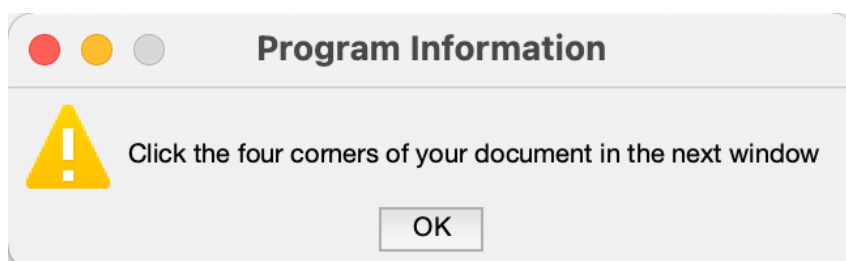 Program Information
Click the four corners of your document in the next window
OK